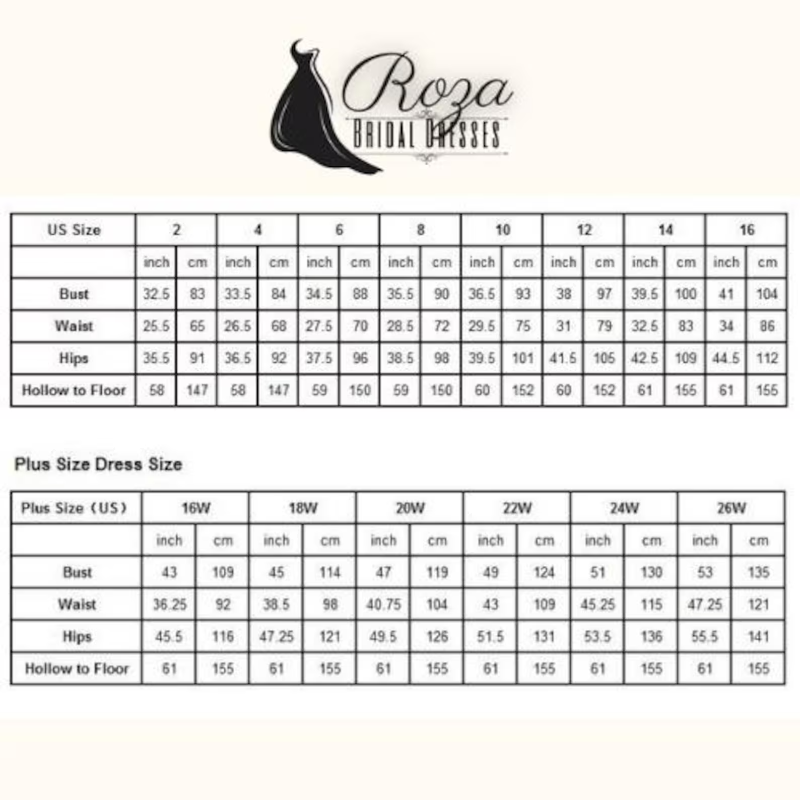 Roza
BRIDAL DRESSES
US Size 2 4 6 8 10 12 14 16
inch cm inch cm inch cm inch cm inch cm inch cm inch cm inch cm
Bust 32.5 83 33.5 84 34.5 88 35.5 90 36.5 93 38 97 39.5 100 41 104
Waist 25.5 65 26.5 68 27.5 70 28.5 72 29.5 75 31 79 32.5 83 34 86
Hips 35.5 91 36.5 92 37.5 96 38.5 98 39.5 101 41.5 105 42.5 109 44.5 112
Hollow to Floor 58 147 58 147 59 150 59 150 60 152 60 152 61 155 61 155
Plus Size Dress Size
Plus Size (US) 16W 18W 20W 22W 24W 26W
inch cm inch cm inch cm inch cm inch cm inch cm
Bust 43 109 45 114 47 119 49 124 51 130 53 135
Waist 36.25 92 38.5 98 40.75 104 43 109 45.25 115 47.25 121
Hips 45.5 116 47.25 121 49.5 126 51.5 131 53.5 136 55.5 141
Hollow to Floor 61 155 61 155 61 155 61 155 61 155 61 155